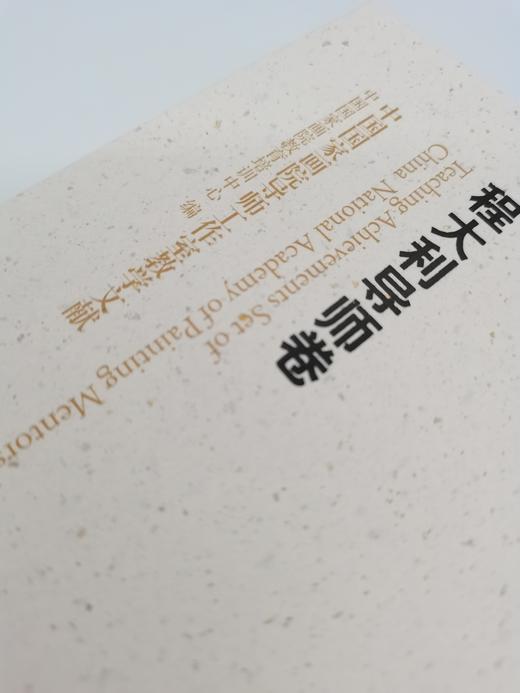 中国国家画院教育培训中心 编
中国国家画院导师工作室教学文献
Teaching Achievements Set of
China National Academy of Painting Mentors
程大利导师卷